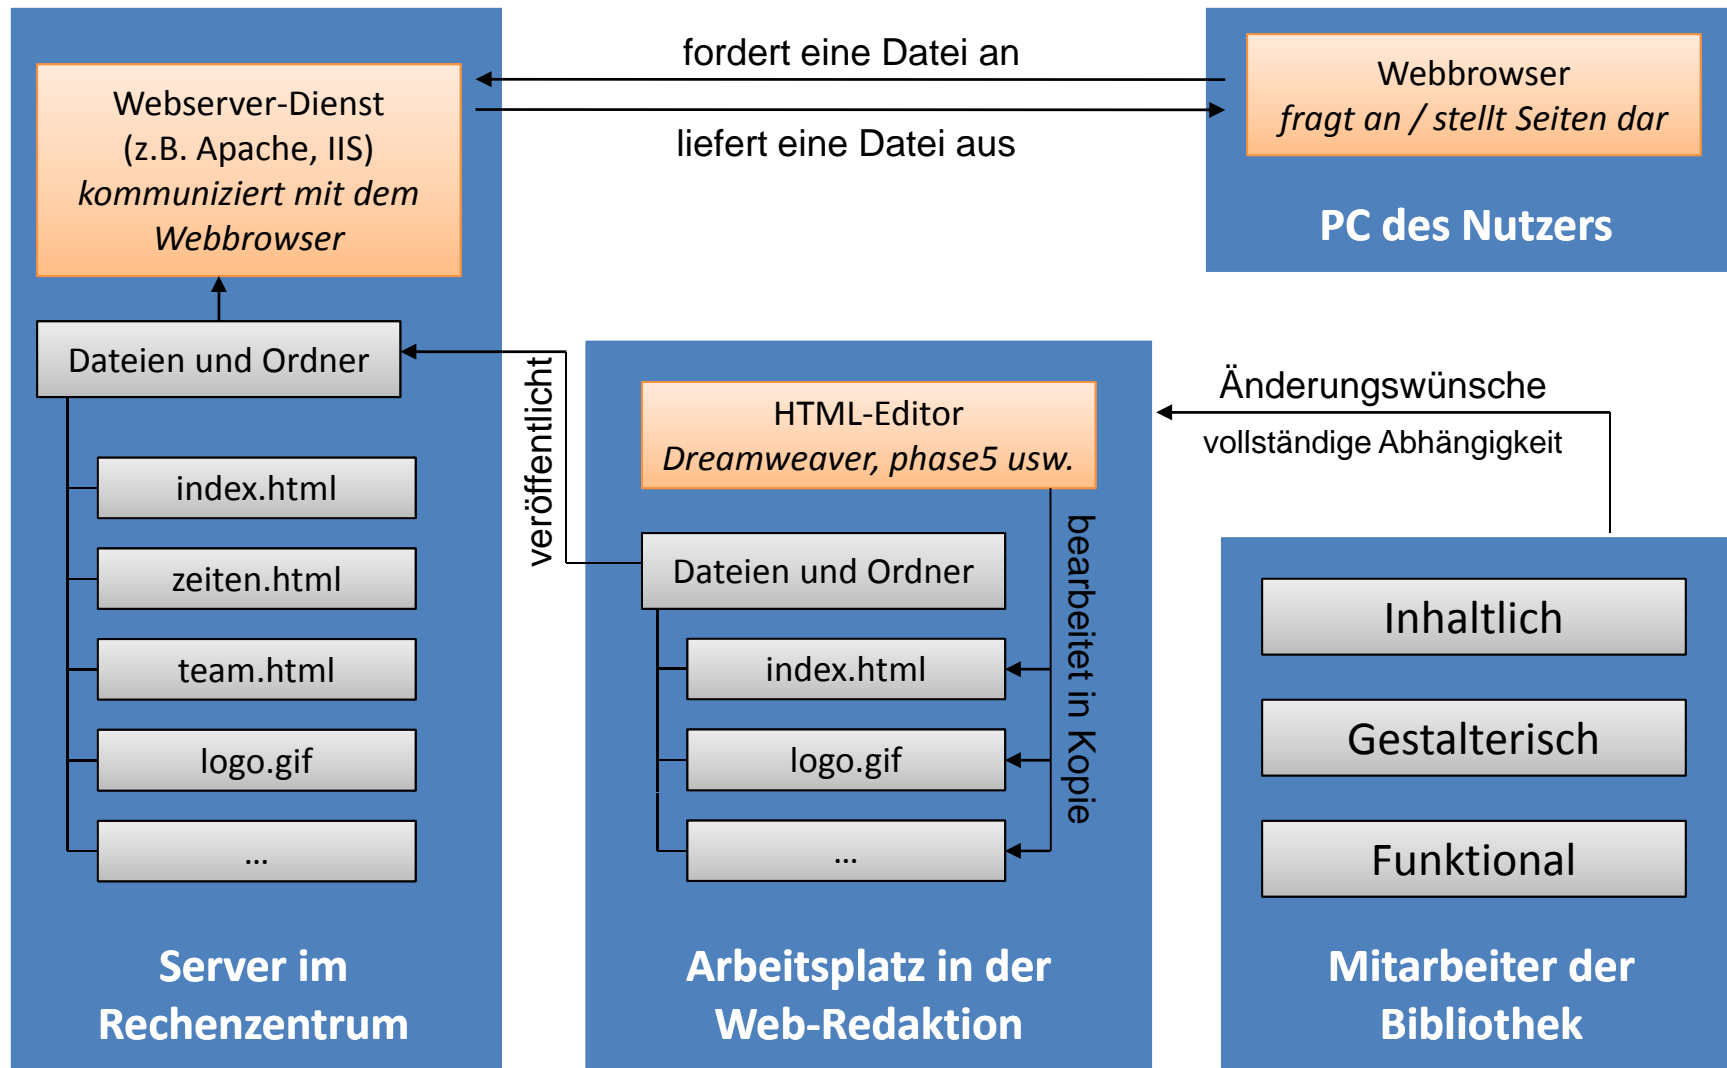 Webserver-Dienst
(z.B. Apache, IIS)
kommuniziert mit dem
Webbrowser
Dateien und Ordner
index.html
zeiten.html
team.html
logo.gif
...
Server im
Rechenzentrum
fordert eine Datei an
liefert eine Datei aus
Webbrowser
fragt an / stellt Seiten dar
PC des Nutzers
veröffentlicht
HTML-Editor
Dreamweaver, phase5 usw.
Dateien und Ordner
index.html
logo.gif
...
bearbeitet in Kopie
Arbeitsplatz in der
Web-Redaktion
Änderungswünsche
vollständige Abhängigkeit
Inhaltlich
Gestalterisch
Funktional
Mitarbeiter der
Bibliothek